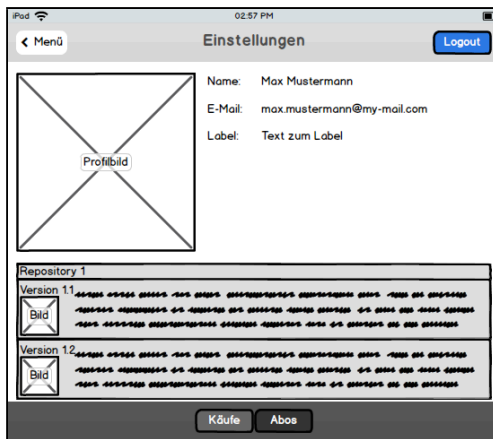 iPad 02:57 PM
Menü Einstellungen Logout
Name: Max Mustermann
E-Mail: max.mustermann@my-mail.com
Label: Text zum Label
Profilbild
Repository 1
Version 1.1
Bild
Version 1.2
Bild
Käufe Abos